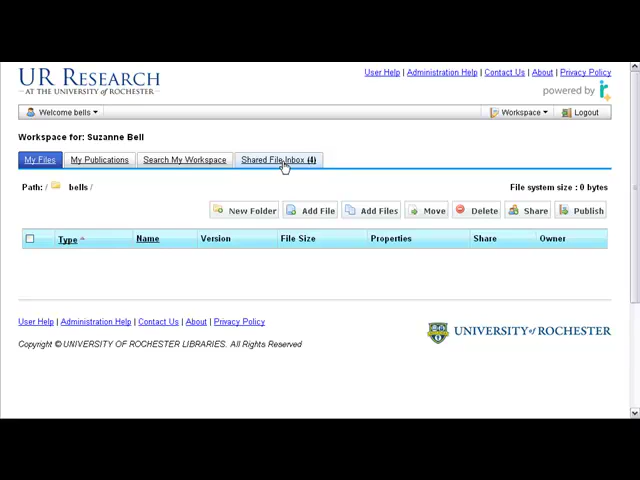 UR RESEARCH
AT THE UNIVERSITY OF ROCHESTER
User Help | Administration Help | Contact Us | About | Privacy Policy
powered by ir+
Welcome bells
Workspace Logout
Workspace for: Suzanne Bell
My Files My Publications Search My Workspace Shared File Inbox (4)
Path: / bells / File system size : 0 bytes
New Folder Add File Add Files Move Delete Share Publish
Type Name Version File Size Properties Share Owner
User Help | Administration Help | Contact Us | About | Privacy Policy
UNIVERSITY of ROCHESTER
Copyright © UNIVERSITY OF ROCHESTER LIBRARIES. All Rights Reserved